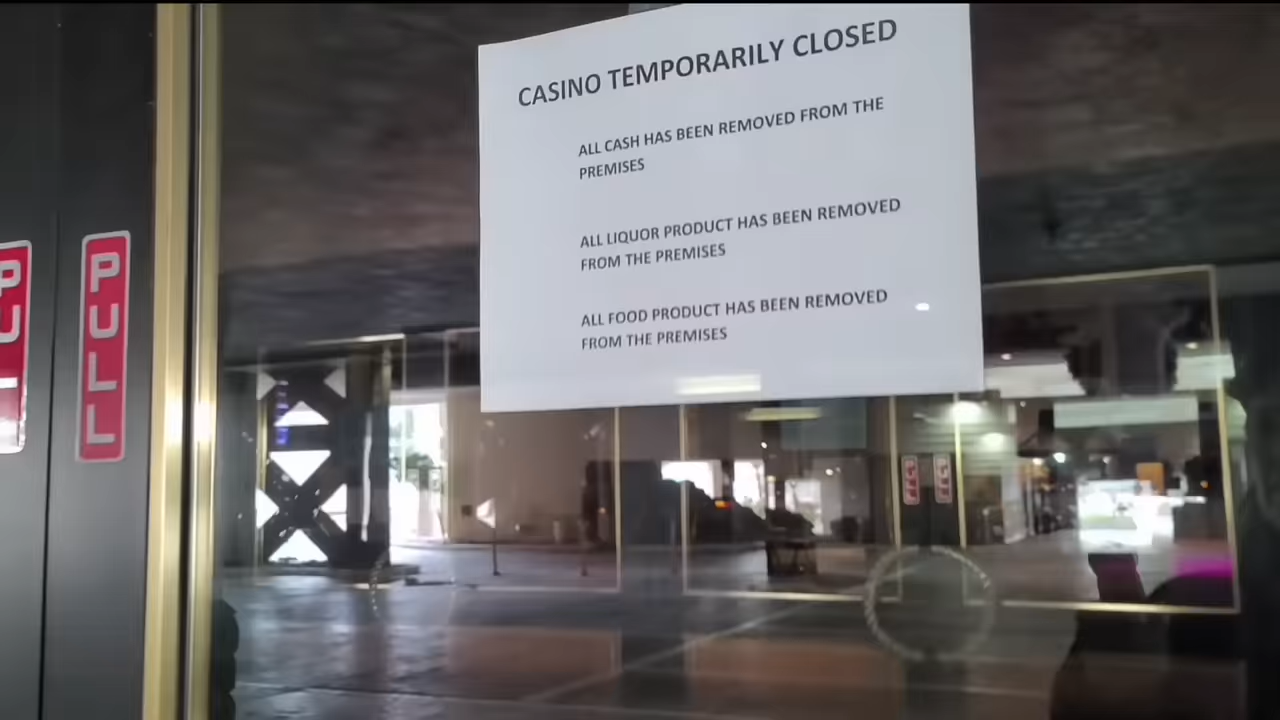 CASINO TEMPORARILY CLOSED
ALL CASH HAS BEEN REMOVED FROM THE
PREMISES
ALL LIQUOR PRODUCT HAS BEEN REMOVED
FROM THE PREMISES
ALL FOOD PRODUCT HAS BEEN REMOVED
FROM THE PREMISES
PULL
PULL